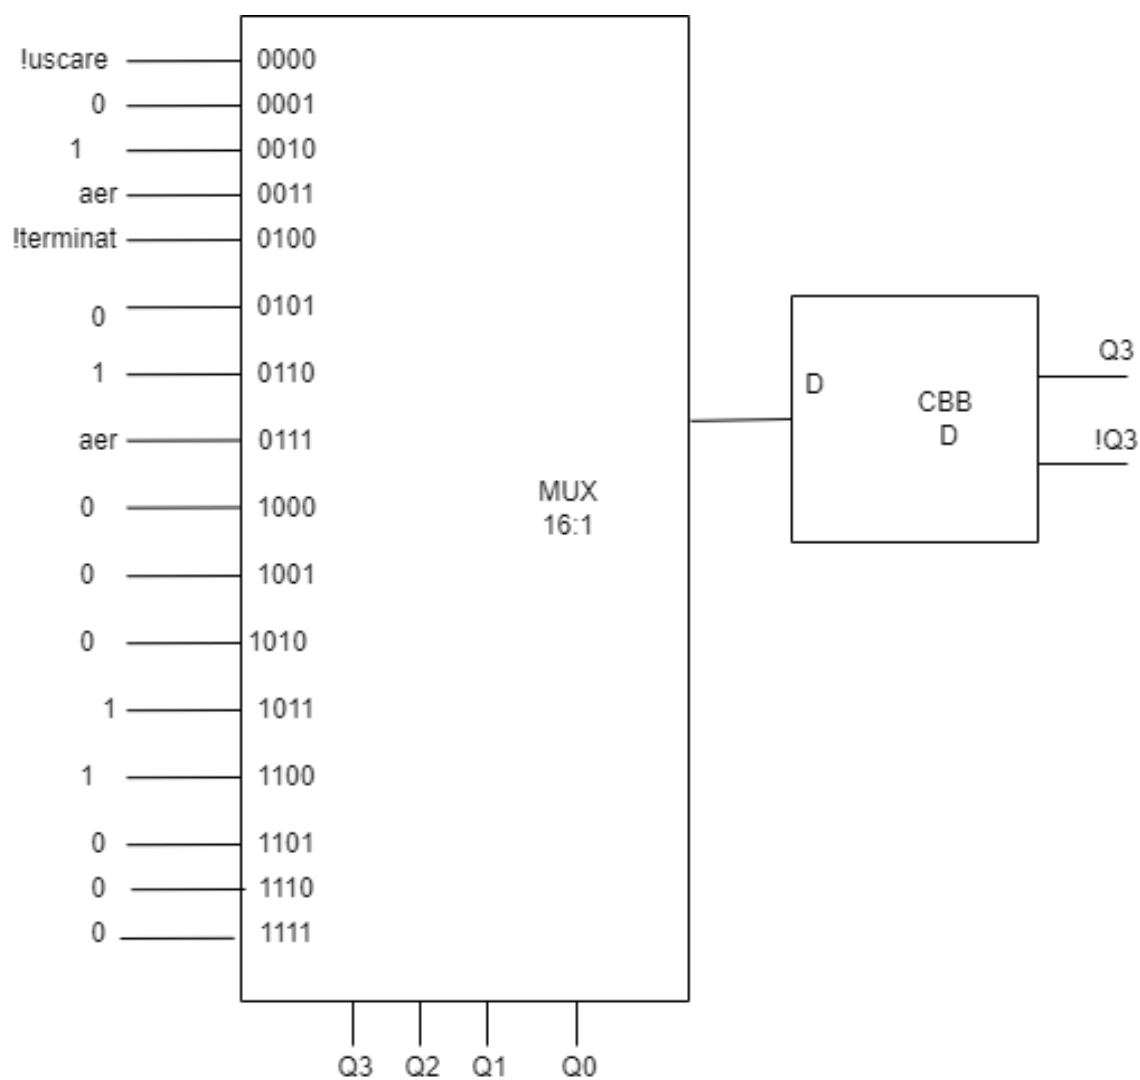 !uscare 0000
0 0001
1 0010
aer 0011
!terminat 0100
0 0101
1 0110
aer 0111
0 1000
0 1001
0 1010
1 1011
1 1100
0 1101
0 1110
0 1111
MUX
16:1
Q3 Q2 Q1 Q0
D
CBB
D
Q3
!Q3